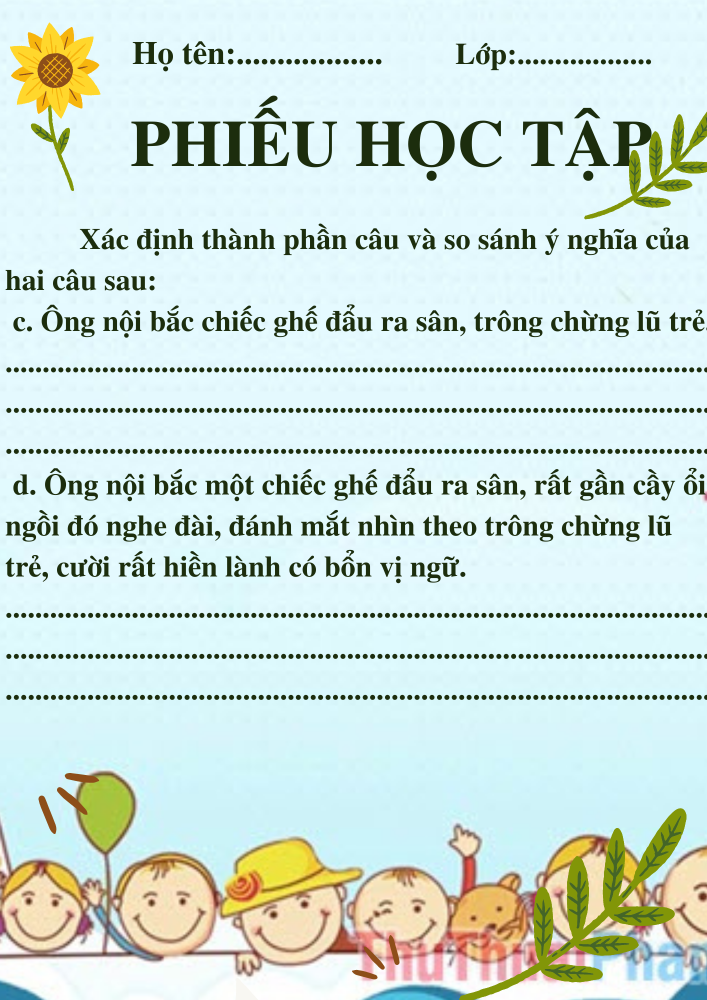 Họ tên:.................. Lớp:..................
PHIẾU HỌC TẬP
Xác định thành phần câu và so sánh ý nghĩa của
hai câu sau:
c. Ông nội bắc chiếc ghế đẩu ra sân, trông chừng lũ trẻ.
...............................................................................................
...............................................................................................
...............................................................................................
d. Ông nội bắc một chiếc ghế đẩu ra sân, rất gần cầy ổi
ngồi đó nghe đài, đánh mắt nhìn theo trông chừng lũ
trẻ, cười rất hiền lành có bổn vị ngữ.
...............................................................................................
...............................................................................................
...............................................................................................